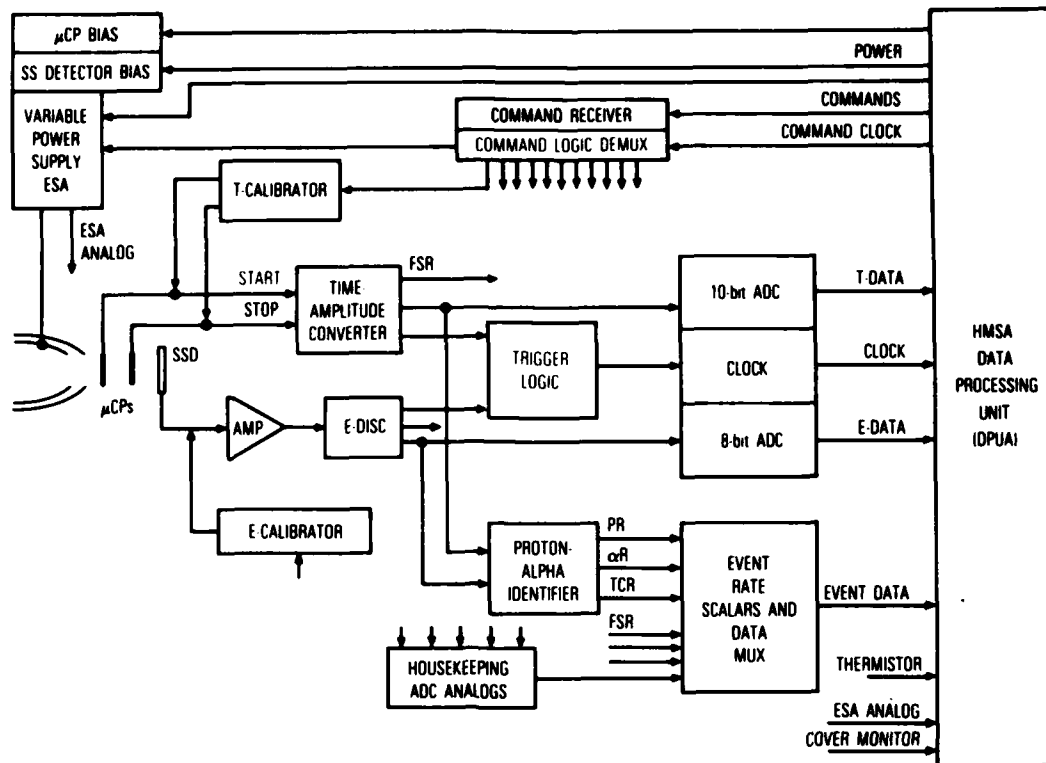 μCP BIAS
SS DETECTOR BIAS
VARIABLE
POWER
SUPPLY
ESA
POWER
COMMANDS
COMMAND CLOCK
COMMAND RECEIVER
COMMAND LOGIC DEMUX
T-CALIBRATOR
ESA
ANALOG
START
STOP
TIME-
AMPLITUDE
CONVERTER
FSR
SSD
μCPs
TRIGGER
LOGIC
10-bit ADC
CLOCK
8-bit ADC
T-DATA
CLOCK
E-DATA
HMSA
DATA
PROCESSING
UNIT
(DPUA)
AMP
E-DISC
E-CALIBRATOR
PROTON-
ALPHA
IDENTIFIER
PR
αR
TCR
FSR
EVENT
RATE
SCALARS AND
DATA
MUX
EVENT DATA
HOUSEKEEPING
ADC ANALOGS
THERMISTOR
ESA ANALOG
COVER MONITOR